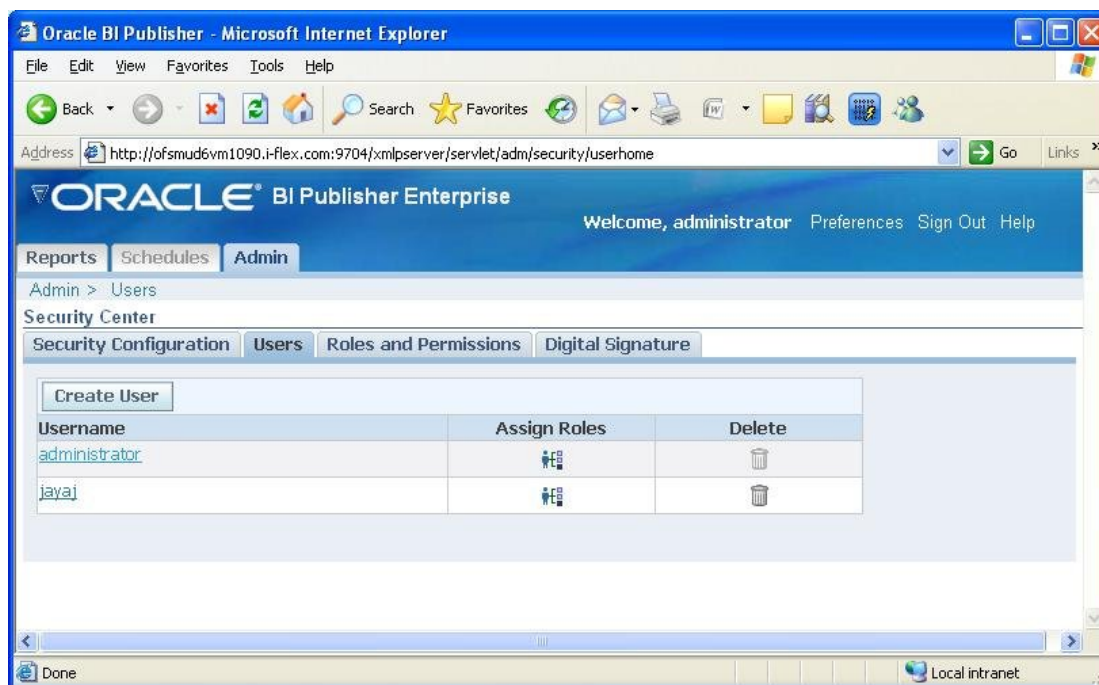 Oracle BI Publisher - Microsoft Internet Explorer
File Edit View Favorites Tools Help
Back Search Favorites
Address http://ofsmud6vm1090.i-flex.com:9704/xmlpserver/servlet/adm/security/userhome Go Links »
ORACLE® BI Publisher Enterprise
Welcome, administrator Preferences Sign Out Help
Reports Schedules Admin
Admin > Users
Security Center
Security Configuration Users Roles and Permissions Digital Signature
Create User
Username Assign Roles Delete
administrator
jayaj
Done Local intranet